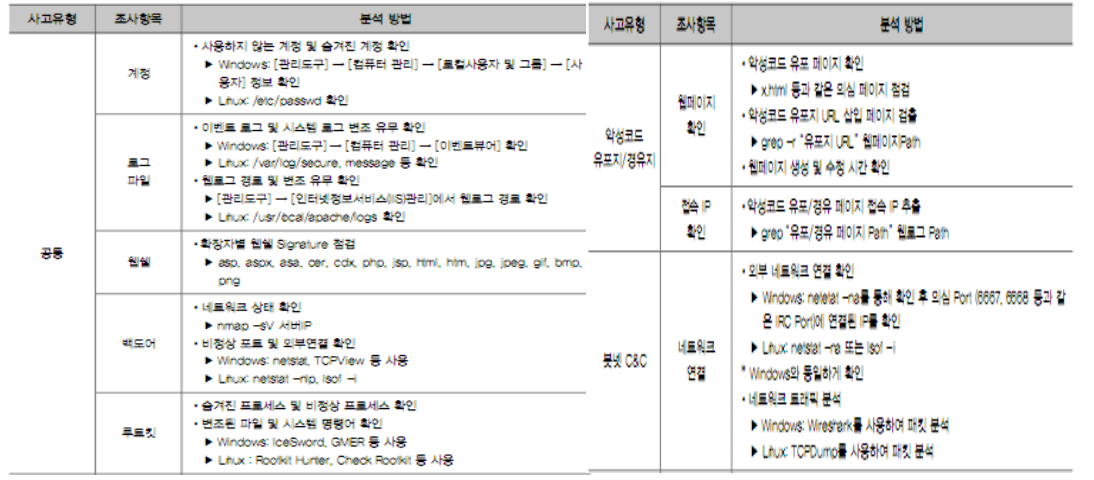 사고유형 조사항목 분석 방법
공통
계정
• 사용하지 않는 계정 및 숨겨진 계정 확인
▶ Windows: [관리도구] → [컴퓨터 관리] → [로컬사용자 및 그룹] → [사
용자] 정보 확인
▶ Linux: /etc/passwd 확인
로그
파일
• 이벤트 로그 및 시스템 로그 변조 유무 확인
▶ Windows: [관리도구] → [컴퓨터 관리] → [이벤트뷰어] 확인
▶ Linux: /var/log/secure, message 등 확인
• 웹로그 경로 및 변조 유무 확인
▶ [관리도구] → [인터넷정보서비스(IIS)관리]에서 웹로그 경로 확인
▶ Linux: /usr/local/apache/logs 확인
웹쉘
• 확장자별 웹쉘 Signature 점검
▶ asp, aspx, asa, cer, cdx, php, jsp, html, htm, jpg, jpeg, gif, bmp,
png
백도어
• 네트워크 상태 확인
▶ nmap –sV 서버IP
• 비정상 포트 및 외부연결 확인
▶ Windows: netstat, TCPView 등 사용
▶ Linux: netstat –nlp, lsof –i
루트킷
• 숨겨진 프로세스 및 비정상 프로세스 확인
• 변조된 파일 및 시스템 명령어 확인
▶ Windows: IceSword, GMER 등 사용
▶ Linux : Rootkit Hunter, Check Rootkit 등 사용
사고유형 조사항목 분석 방법
악성코드
유포지/경유지
웹페이지
확인
• 악성코드 유포 페이지 확인
▶ x.html 등과 같은 의심 페이지 점검
• 악성코드 유포지 URL 삽입 페이지 검출
▶ grep –r "유포지 URL" 웹페이지Path
• 웹페이지 생성 및 수정 시간 확인
접속 IP
확인
• 악성코드 유포/경유 페이지 접속 IP 추출
▶ grep "유포/경유 페이지 Path" 웹로그 Path
봇넷 C&C
네트워크
연결
• 외부 네트워크 연결 확인
▶ Windows: netstat –na를 통해 확인 후 의심 Port (6667, 6668 등과 같
은 IRC Port)에 연결된 IP를 확인
▶ Linux: netstat –na 또는 lsof –i
* Windows와 동일하게 확인
• 네트워크 트래픽 분석
▶ Windows: Wireshark를 사용하여 패킷 분석
▶ Linux: TCPDump를 사용하여 패킷 분석